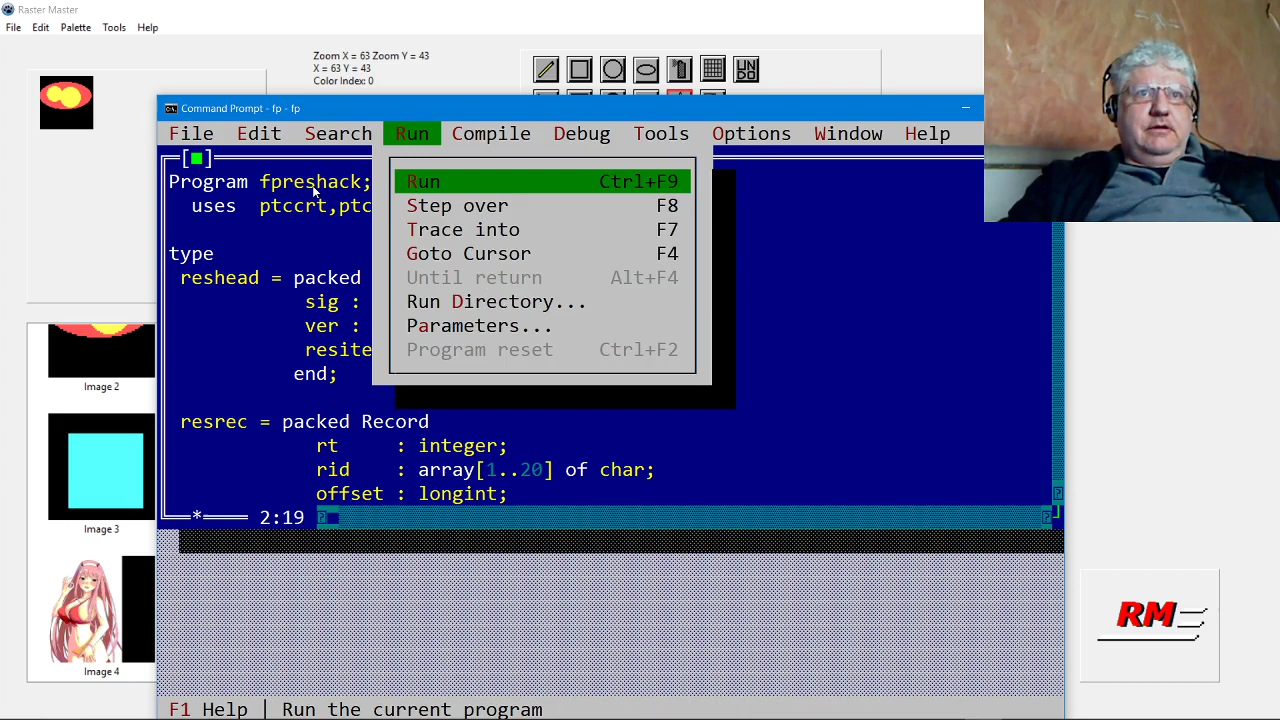 Raster Master
File Edit Palette Tools Help
Zoom X = 63 Zoom Y = 43
X = 63 Y = 43
Color Index: 0
UN
DO
Command Prompt - fp - fp
File Edit Search Run Compile Debug Tools Options Window Help
Program fpreshack;
uses ptccrt,ptc
type
reshead = packed
sig :
ver :
resite
end;
resrec = packed Record
rt : integer;
rid : array[1..20] of char;
offset : longint;
2:19
Run Ctrl+F9
Step over F8
Trace into F7
Goto Cursor F4
Until return Alt+F4
Run Directory...
Parameters...
Program reset Ctrl+F2
Image 2
Image 3
Image 4
RM
F1 Help | Run the current program